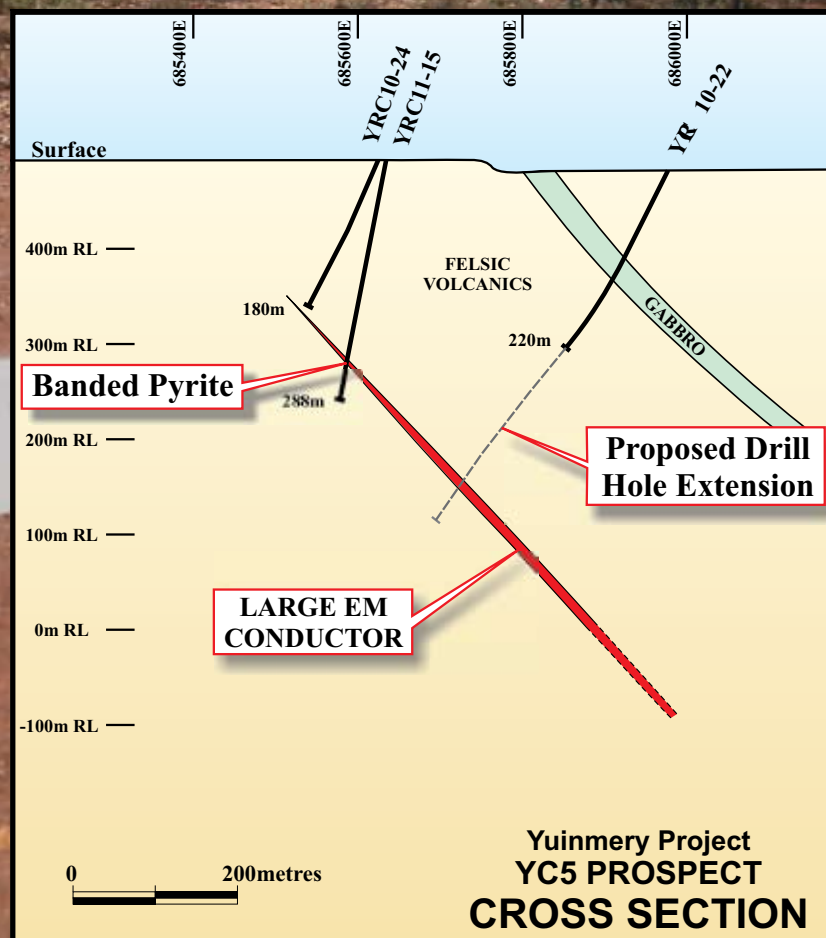 685400E
685600E
685800E
686000E
YRC10-24
YRC11-15
10-22
Surface
400m RL
FELSIC
VOLCANICS
180m
300m RL
220m
GABBRO
Banded Pyrite
288m
200m RL
Proposed Drill
Hole Extension
100m RL
LARGE EM
CONDUCTOR
0m RL
-100m RL
0
200metres
Yuinmery Project
YC5 PROSPECT
CROSS SECTION